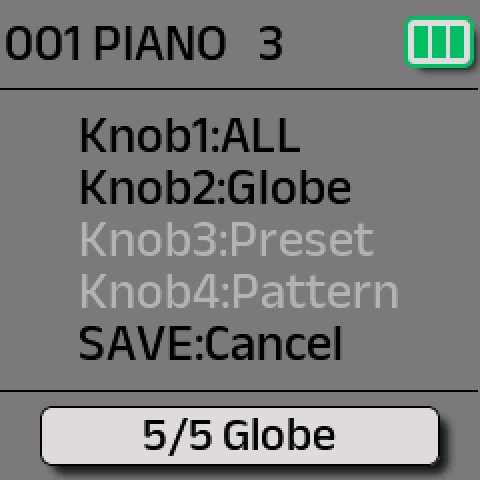 001 PIANO 3
Knob1:ALL
Knob2:Globe
Knob3:Preset
Knob4:Pattern
SAVE:Cancel
5/5 Globe